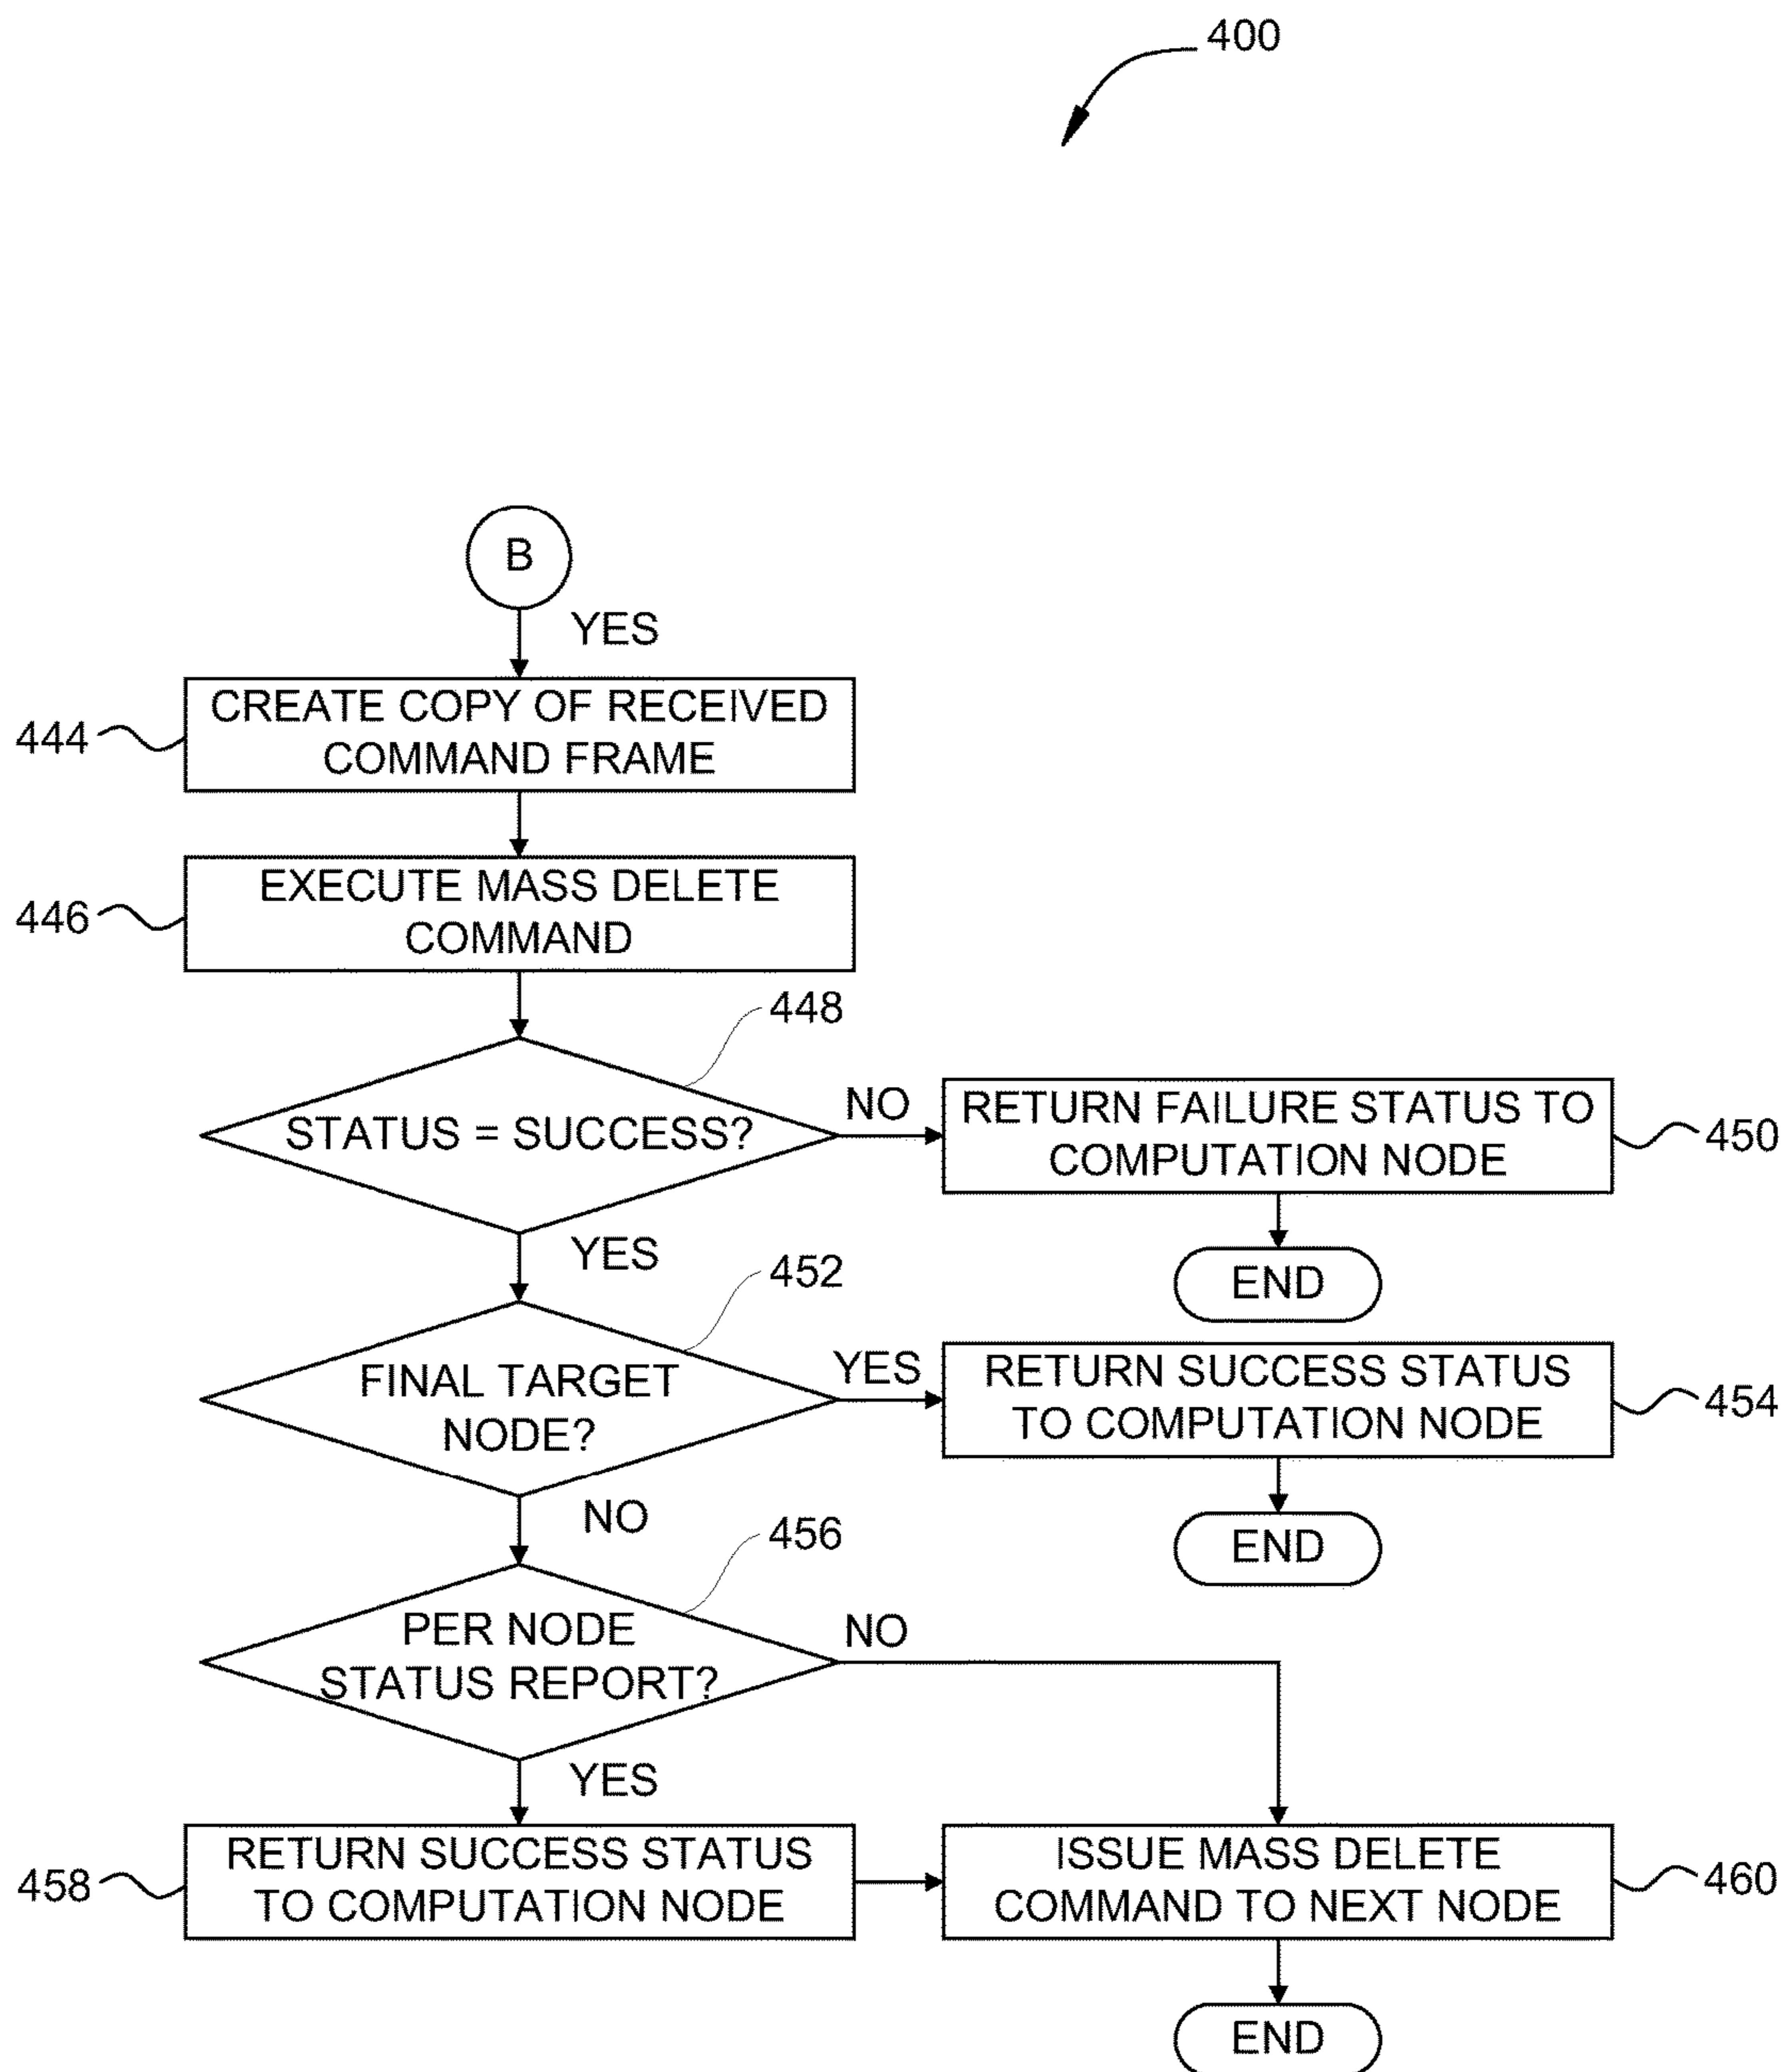 400
B
YES
444
CREATE COPY OF RECEIVED
COMMAND FRAME
446
EXECUTE MASS DELETE
COMMAND
448
STATUS = SUCCESS?
NO
RETURN FAILURE STATUS TO
COMPUTATION NODE
450
YES
END
452
FINAL TARGET
NODE?
YES
RETURN SUCCESS STATUS
TO COMPUTATION NODE
454
NO
END
456
PER NODE
STATUS REPORT?
NO
YES
458
RETURN SUCCESS STATUS
TO COMPUTATION NODE
ISSUE MASS DELETE
COMMAND TO NEXT NODE
460
END